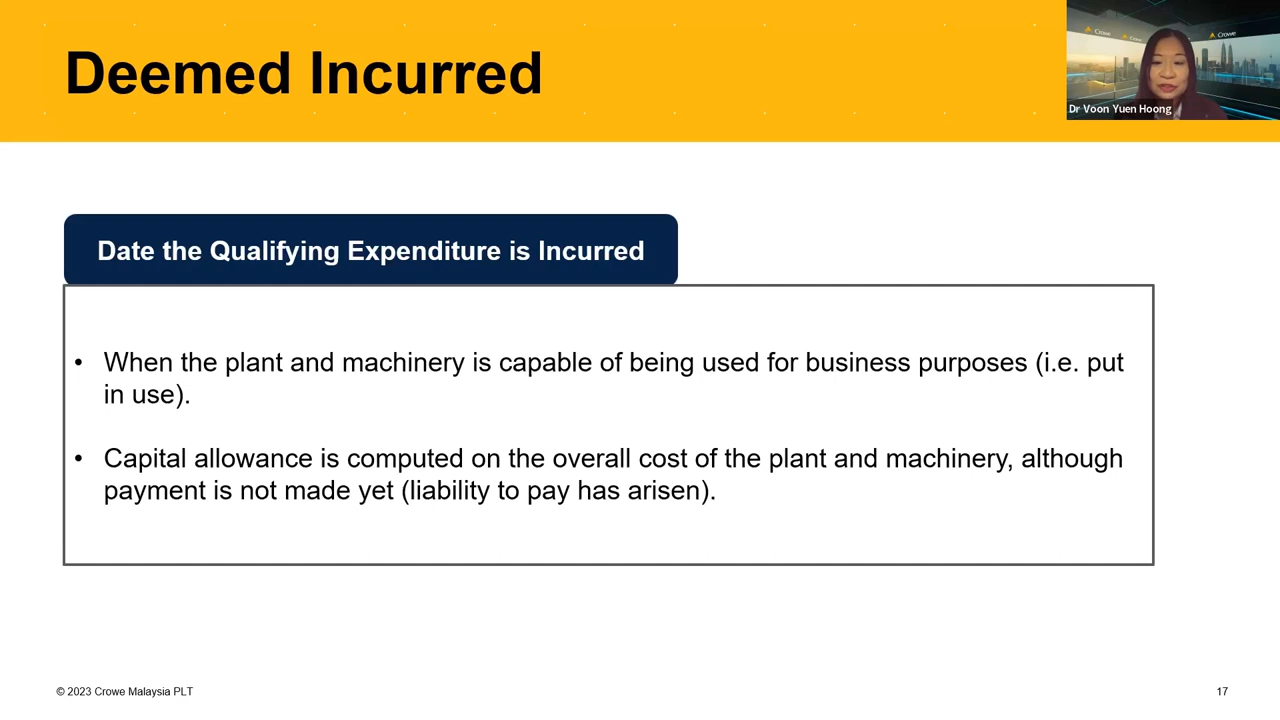 Deemed Incurred
Crowe
Crowe
Crowe
Dr Voon Yuen Hoong
Date the Qualifying Expenditure is Incurred
• When the plant and machinery is capable of being used for business purposes (i.e. put
in use).
• Capital allowance is computed on the overall cost of the plant and machinery, although
payment is not made yet (liability to pay has arisen).
© 2023 Crowe Malaysia PLT
17